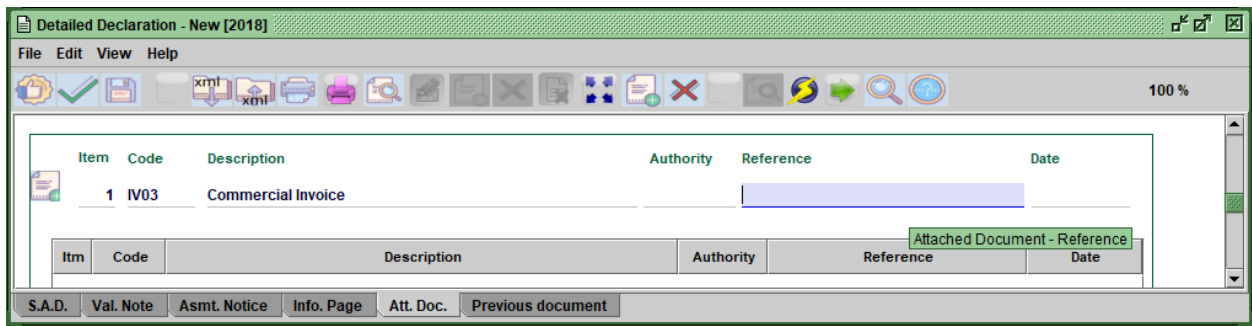 Detailed Declaration - New [2018]
File Edit View Help
xml xml ? 100 %
Item Code Description Authority Reference Date
1 IV03 Commercial Invoice
Attached Document - Reference
Itm Code Description Authority Reference Date
S.A.D. Val. Note Asmt. Notice Info. Page Att. Doc. Previous document